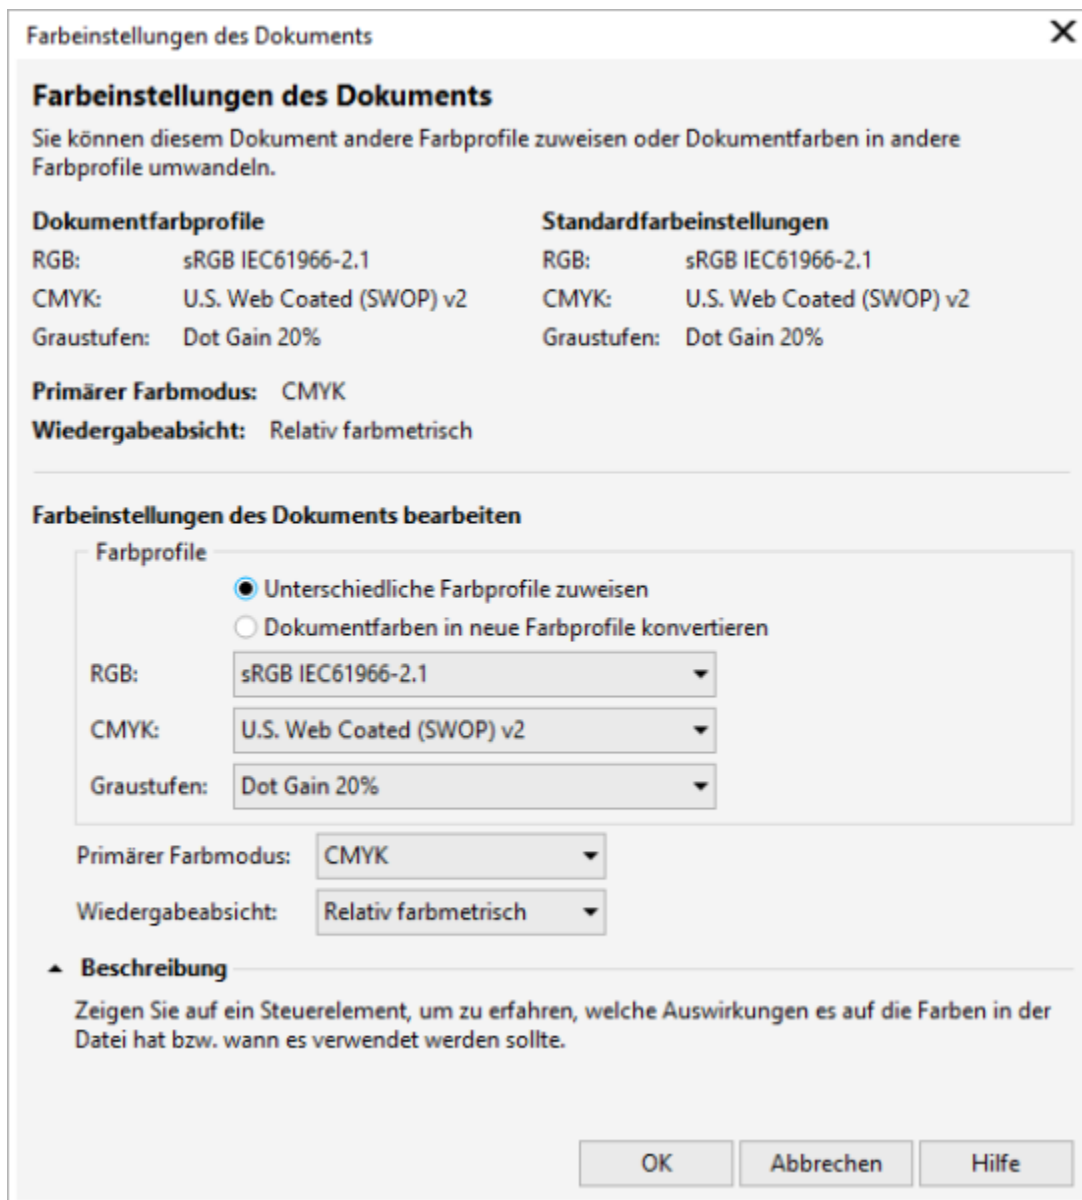 Farbeinstellungen des Dokuments
Farbeinstellungen des Dokuments
Sie können diesem Dokument andere Farbprofile zuweisen oder Dokumentfarben in andere
Farbprofile umwandeln.
Dokumentfarbprofile Standardfarbeinstellungen
RGB: sRGB IEC61966-2.1 RGB: sRGB IEC61966-2.1
CMYK: U.S. Web Coated (SWOP) v2 CMYK: U.S. Web Coated (SWOP) v2
Graustufen: Dot Gain 20% Graustufen: Dot Gain 20%
Primärer Farbmodus: CMYK
Wiedergabeabsicht: Relativ farbmetrisch
Farbeinstellungen des Dokuments bearbeiten
Farbprofile
Unterschiedliche Farbprofile zuweisen
Dokumentfarben in neue Farbprofile konvertieren
RGB: sRGB IEC61966-2.1
CMYK: U.S. Web Coated (SWOP) v2
Graustufen: Dot Gain 20%
Primärer Farbmodus: CMYK
Wiedergabeabsicht: Relativ farbmetrisch
Beschreibung
Zeigen Sie auf ein Steuerelement, um zu erfahren, welche Auswirkungen es auf die Farben in der
Datei hat bzw. wann es verwendet werden sollte.
OK Abbrechen Hilfe